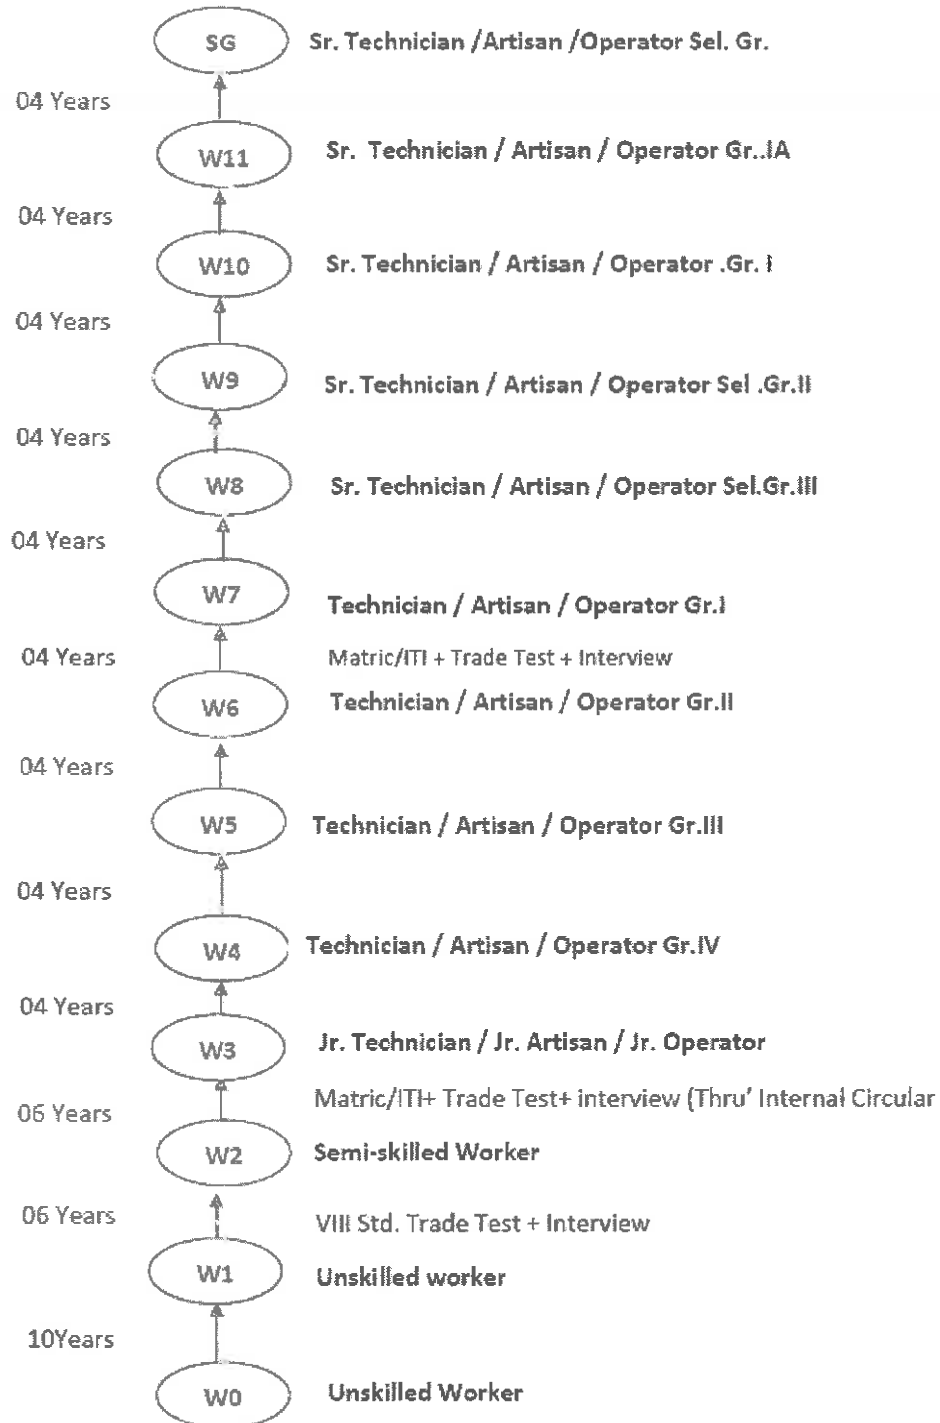 SG Sr. Technician /Artisan /Operator Sel. Gr.
04 Years
W11 Sr. Technician / Artisan / Operator Gr..IA
04 Years
W10 Sr. Technician / Artisan / Operator .Gr. I
04 Years
W9 Sr. Technician / Artisan / Operator Sel .Gr.II
04 Years
W8 Sr. Technician / Artisan / Operator Sel.Gr.III
04 Years
W7 Technician / Artisan / Operator Gr.I
04 Years Matric/ITI + Trade Test + Interview
W6 Technician / Artisan / Operator Gr.II
04 Years
W5 Technician / Artisan / Operator Gr.III
04 Years
W4 Technician / Artisan / Operator Gr.IV
04 Years
W3 Jr. Technician / Jr. Artisan / Jr. Operator
06 Years Matric/ITI+ Trade Test+ interview (Thru' Internal Circular
W2 Semi-skilled Worker
06 Years VIII Std. Trade Test + Interview
W1 Unskilled worker
10Years
W0 Unskilled Worker